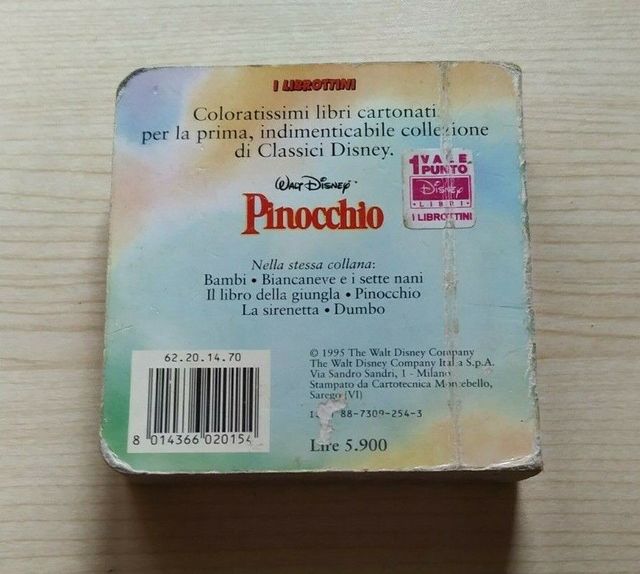 I LIBROTTINI
Coloratissimi libri cartonati
per la prima, indimenticabile collezione
di Classici Disney.
1 VALE
PUNTO
Disney
• LIBRI •
I LIBROTTINI
Walt Disney
Pinocchio
Nella stessa collana:
Bambi • Biancaneve e i sette nani
Il libro della giungla • Pinocchio
La sirenetta • Dumbo
62.20.14.70
8 014366 020154
© 1995 The Walt Disney Company
The Walt Disney Company Italia S.p.A.
Via Sandro Sandri, 1 - Milano
Stampato da Cartotecnica Montebello,
Sarego (VI)
88-7309-254-3
Lire 5.900